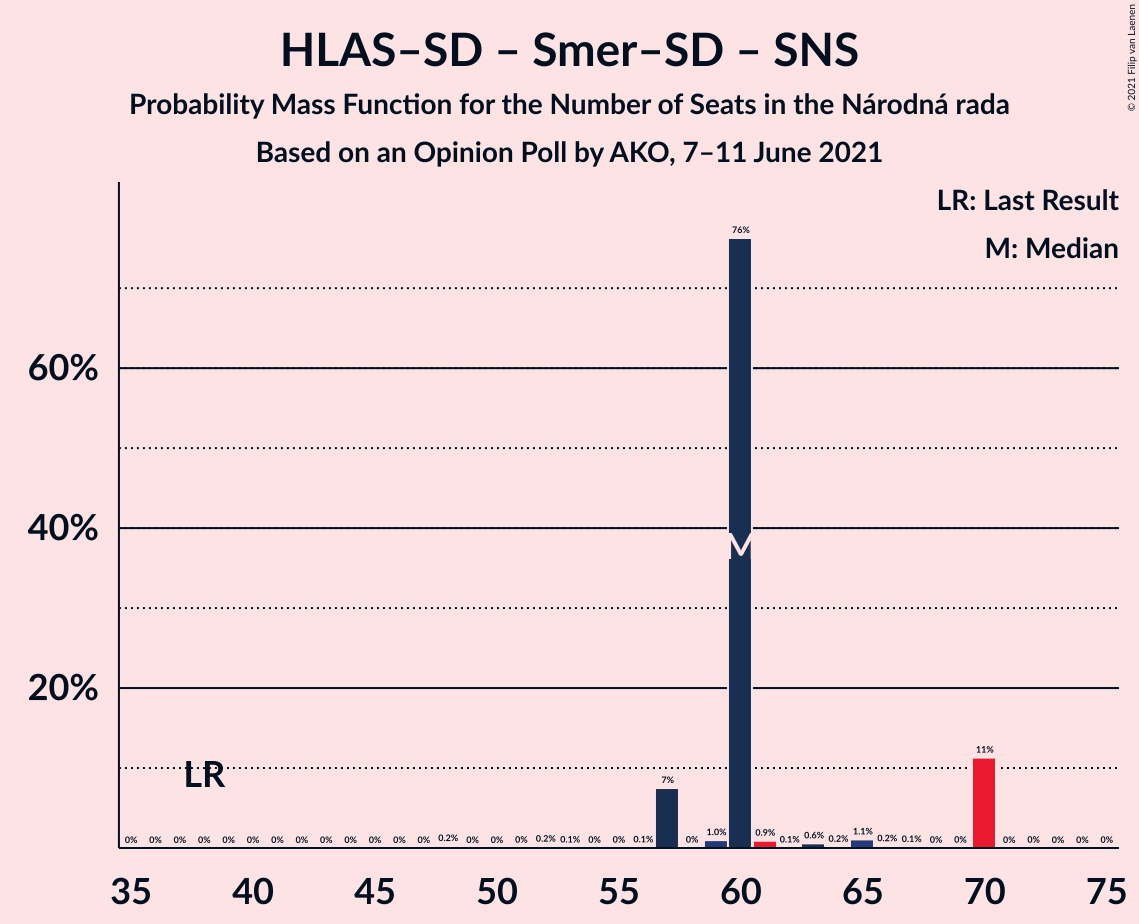 HLAS–SD – Smer–SD – SNS
Probability Mass Function for the Number of Seats in the Národná rada
Based on an Opinion Poll by AKO, 7–11 June 2021
© 2021 Filip van Laenen
LR: Last Result
M: Median
76%
60%
40%
M
20%
LR
11%
7%
0% 0% 0% 0% 0% 0% 0% 0% 0% 0% 0% 0% 0% 0.2% 0% 0% 0% 0.2% 0.1% 0% 0% 0.1% 0% 1.0% 0.9% 0.1% 0.6% 0.2% 1.1% 0.2% 0.1% 0% 0% 0% 0% 0% 0% 0%
35 40 45 50 55 60 65 70 75